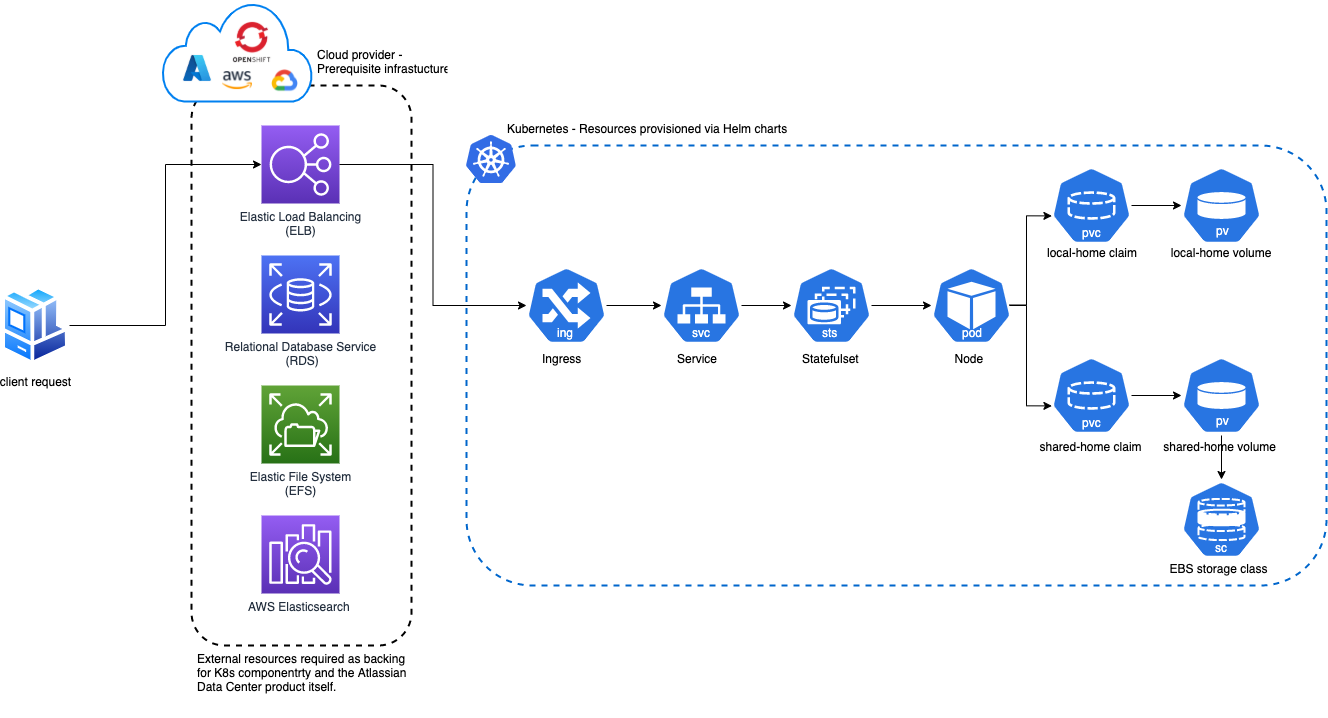 OPENSHIFT
aws
Cloud provider -
Prerequisite infrastucture
Kubernetes - Resources provisioned via Helm charts
Elastic Load Balancing
(ELB)
Relational Database Service
(RDS)
Elastic File System
(EFS)
AWS Elasticsearch
External resources required as backing
for K8s componentrty and the Atlassian
Data Center product itself.
client request
ing
Ingress
svc
Service
sts
Statefulset
pod
Node
pvc
local-home claim
pv
local-home volume
pvc
shared-home claim
pv
shared-home volume
sc
EBS storage class